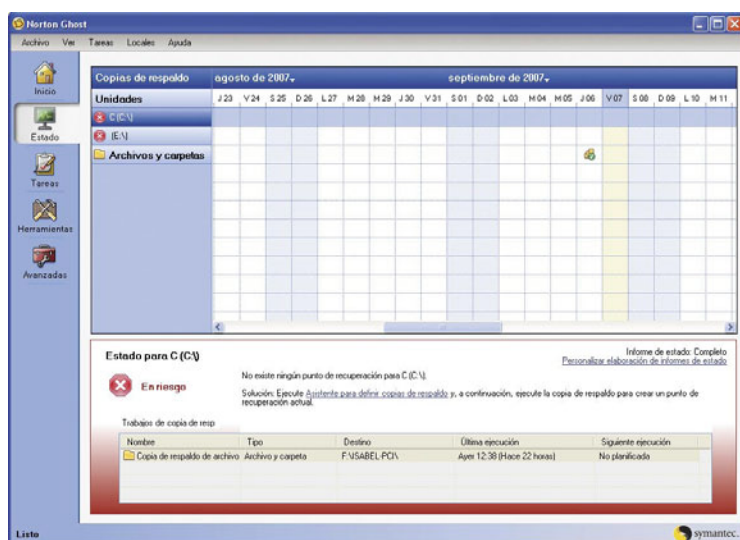 Norton Ghost
Archivo Ver Tareas Locales Ayuda
Inicio
Estado
Tareas
Herramientas
Avanzadas
Copias de respaldo agosto de 2007 septiembre de 2007
Unidades J 23 V 24 S 25 D 26 L 27 M 28 M 29 J 30 V 31 S 01 D 02 L 03 M 04 M 05 J 06 V 07 S 08 D 09 L 10 M 11
C (C:\)
(E:\)
Archivos y carpetas
Estado para C (C:\)
Informe de estado: Completo
Personalizar elaboración de informes de estado
En riesgo
No existe ningún punto de recuperación para C (C:\).
Solución: Ejecute Asistente para definir copias de respaldo y, a continuación, ejecute la copia de respaldo para crear un punto de
recuperación actual.
Trabajos de copia de resp
Nombre Tipo Destino Última ejecución Siguiente ejecución
Copia de respaldo de archivo Archivo y carpeta F:\ISABEL-PC\ Ayer 12:38 (Hace 22 horas) No planificada
Listo
symantec.